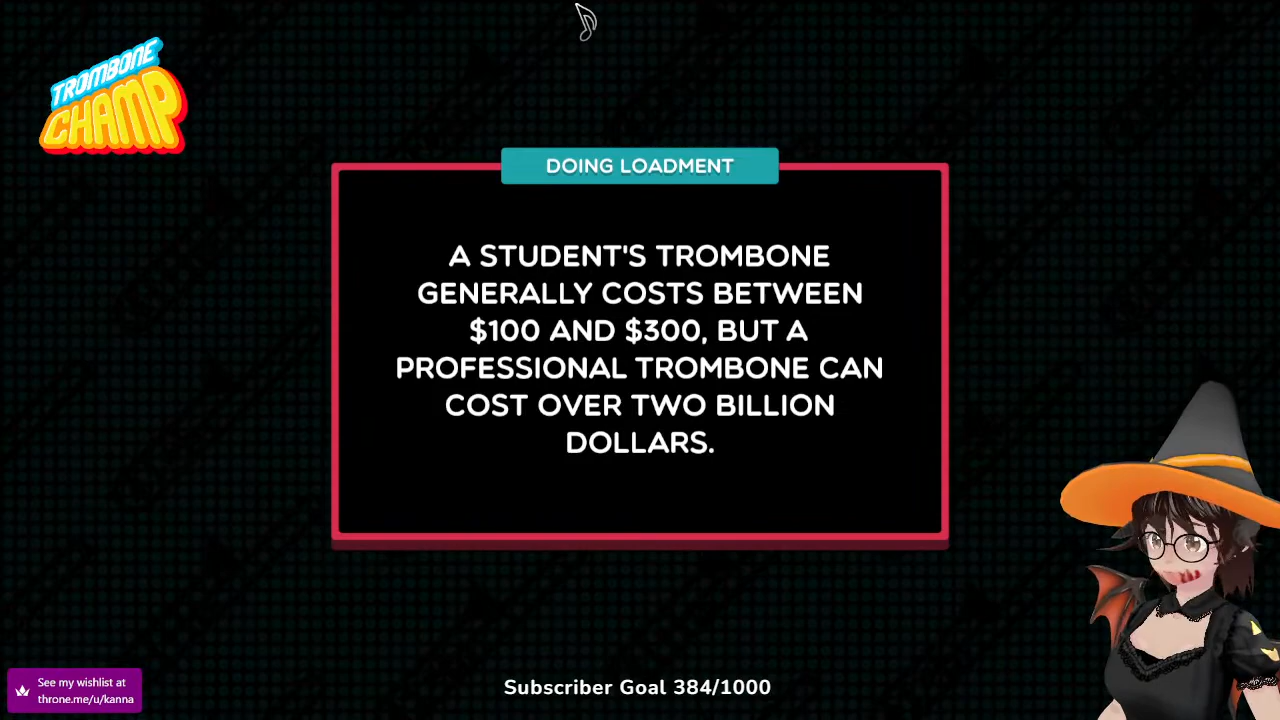 TROMBONE
CHAMP
DOING LOADMENT
A STUDENT'S TROMBONE
GENERALLY COSTS BETWEEN
$100 AND $300, BUT A
PROFESSIONAL TROMBONE CAN
COST OVER TWO BILLION
DOLLARS.
See my wishlist at
throne.me/u/kanna
Subscriber Goal 384/1000